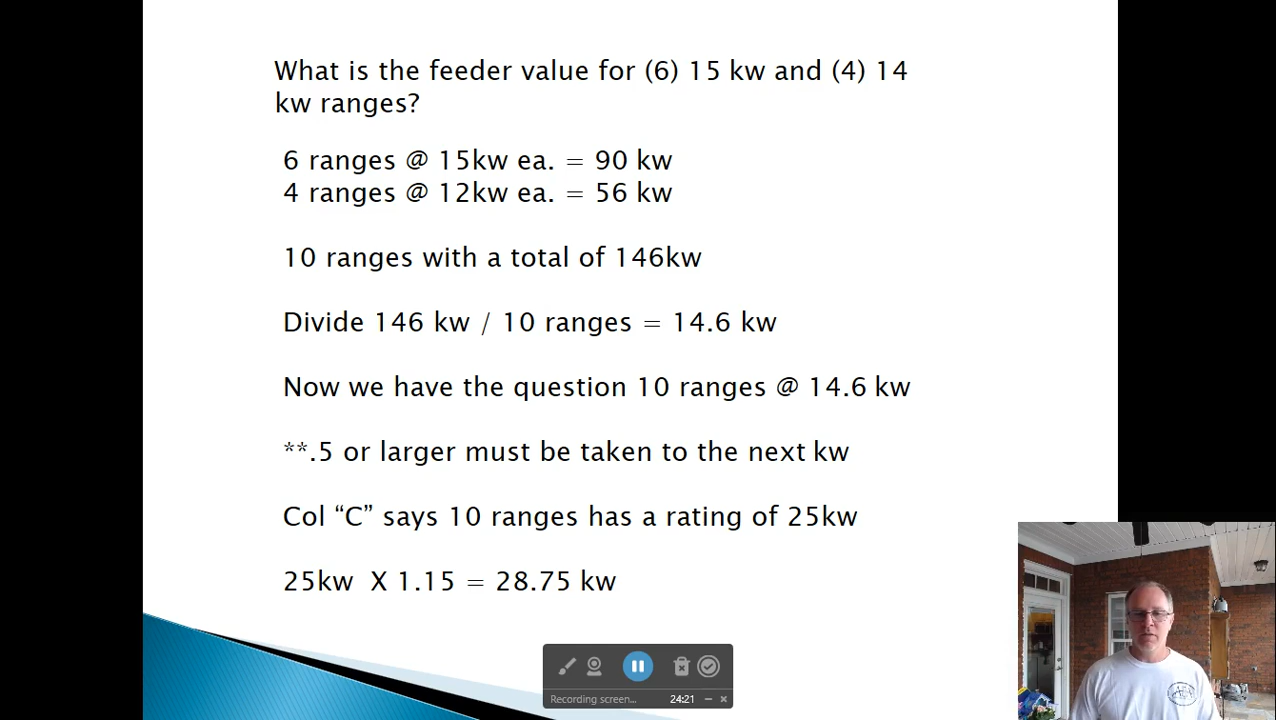 What is the feeder value for (6) 15 kw and (4) 14
kw ranges?
6 ranges @ 15kw ea. = 90 kw
4 ranges @ 12kw ea. = 56 kw
10 ranges with a total of 146kw
Divide 146 kw / 10 ranges = 14.6 kw
Now we have the question 10 ranges @ 14.6 kw
**.5 or larger must be taken to the next kw
Col “C” says 10 ranges has a rating of 25kw
25kw X 1.15 = 28.75 kw
Recording screen... 24:21